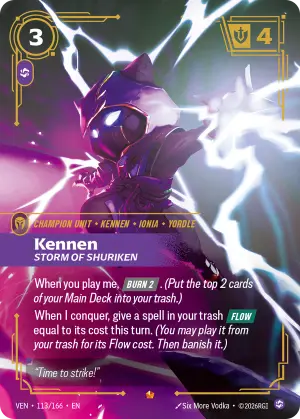 3
4
CHAMPION UNIT • KENNEN • IONIA • YORDLE
Kennen
STORM OF SHURIKEN
When you play me, BURN 2. (Put the top 2 cards
of your Main Deck into your trash.)
When I conquer, give a spell in your trash FLOW
equal to its cost this turn. (You may play it from
your trash for its Flow cost. Then banish it.)
"Time to strike!"
VEN • 113/166 • EN
Six More Vodka • ©2026RGI